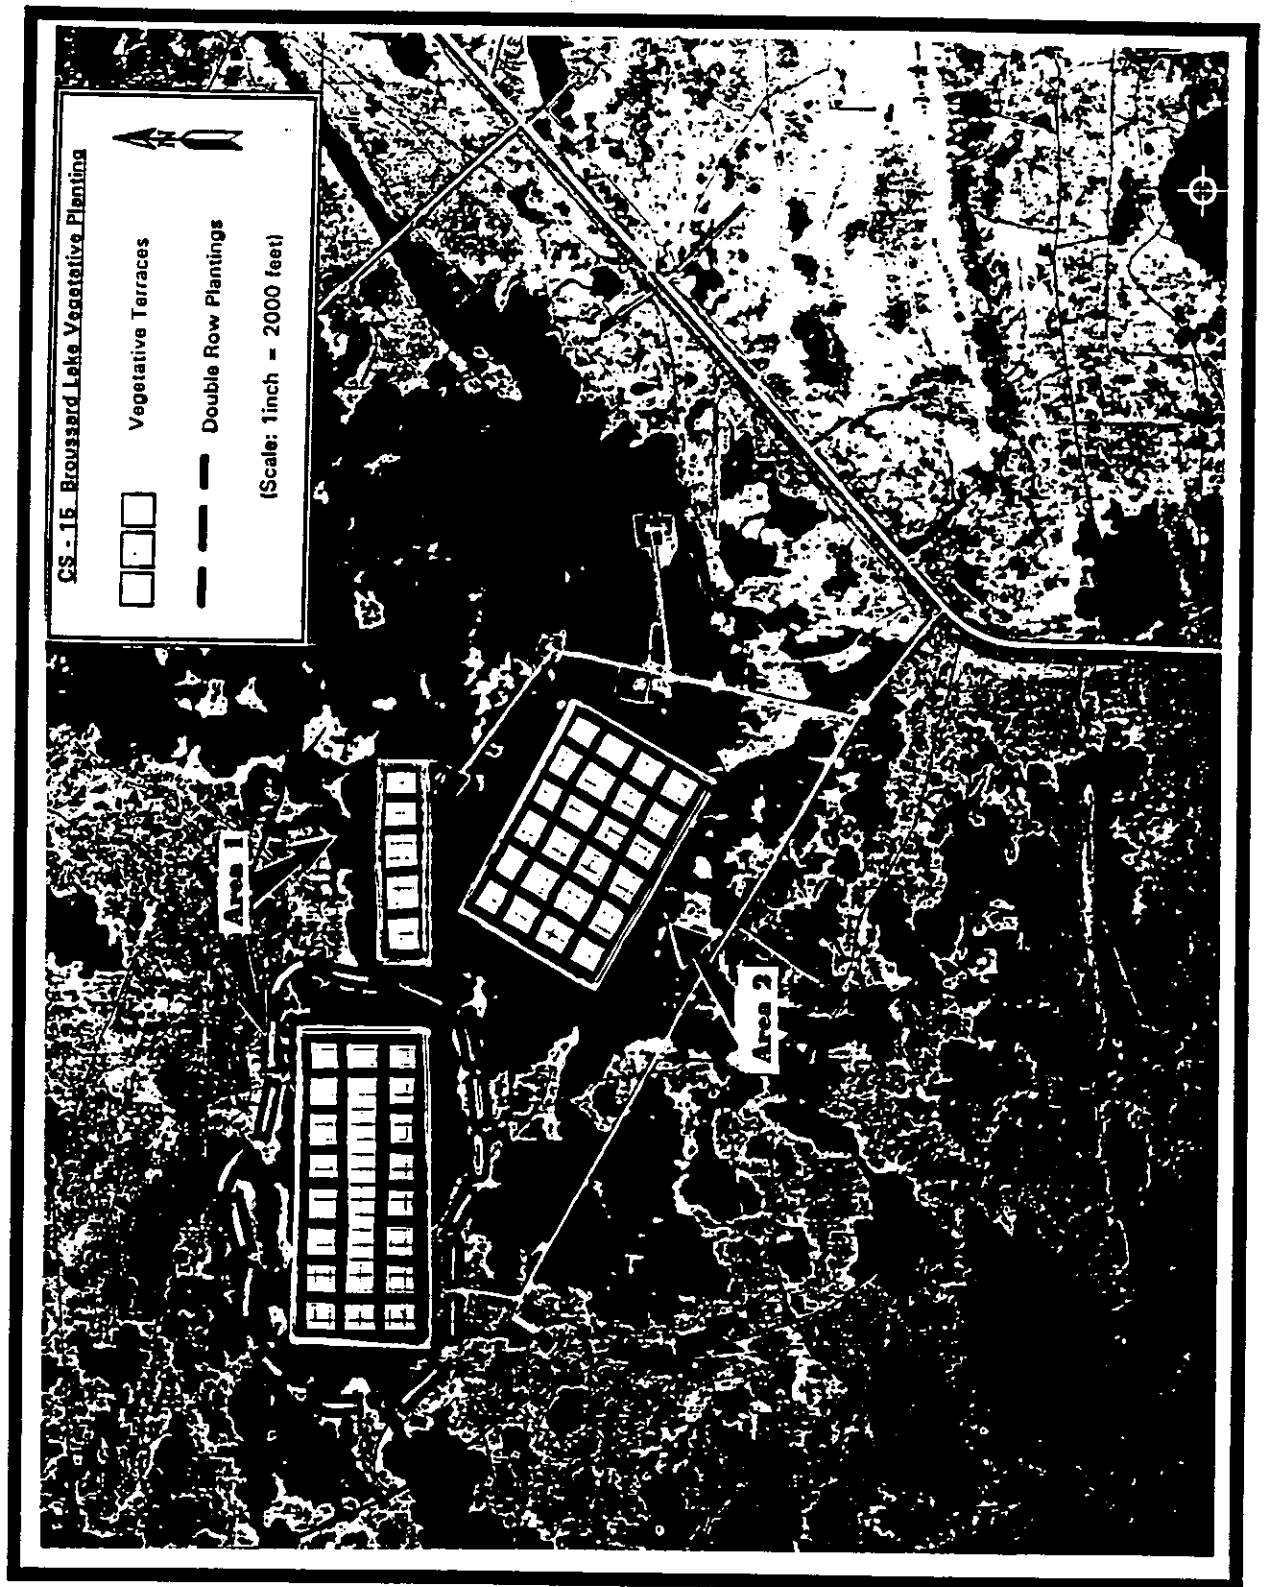 CS - 15 Broussard Lake Vegetative Planting
N
Vegetative Terraces
Double Row Plantings
(Scale: 1inch = 2000 feet)
Area 1
Area 2